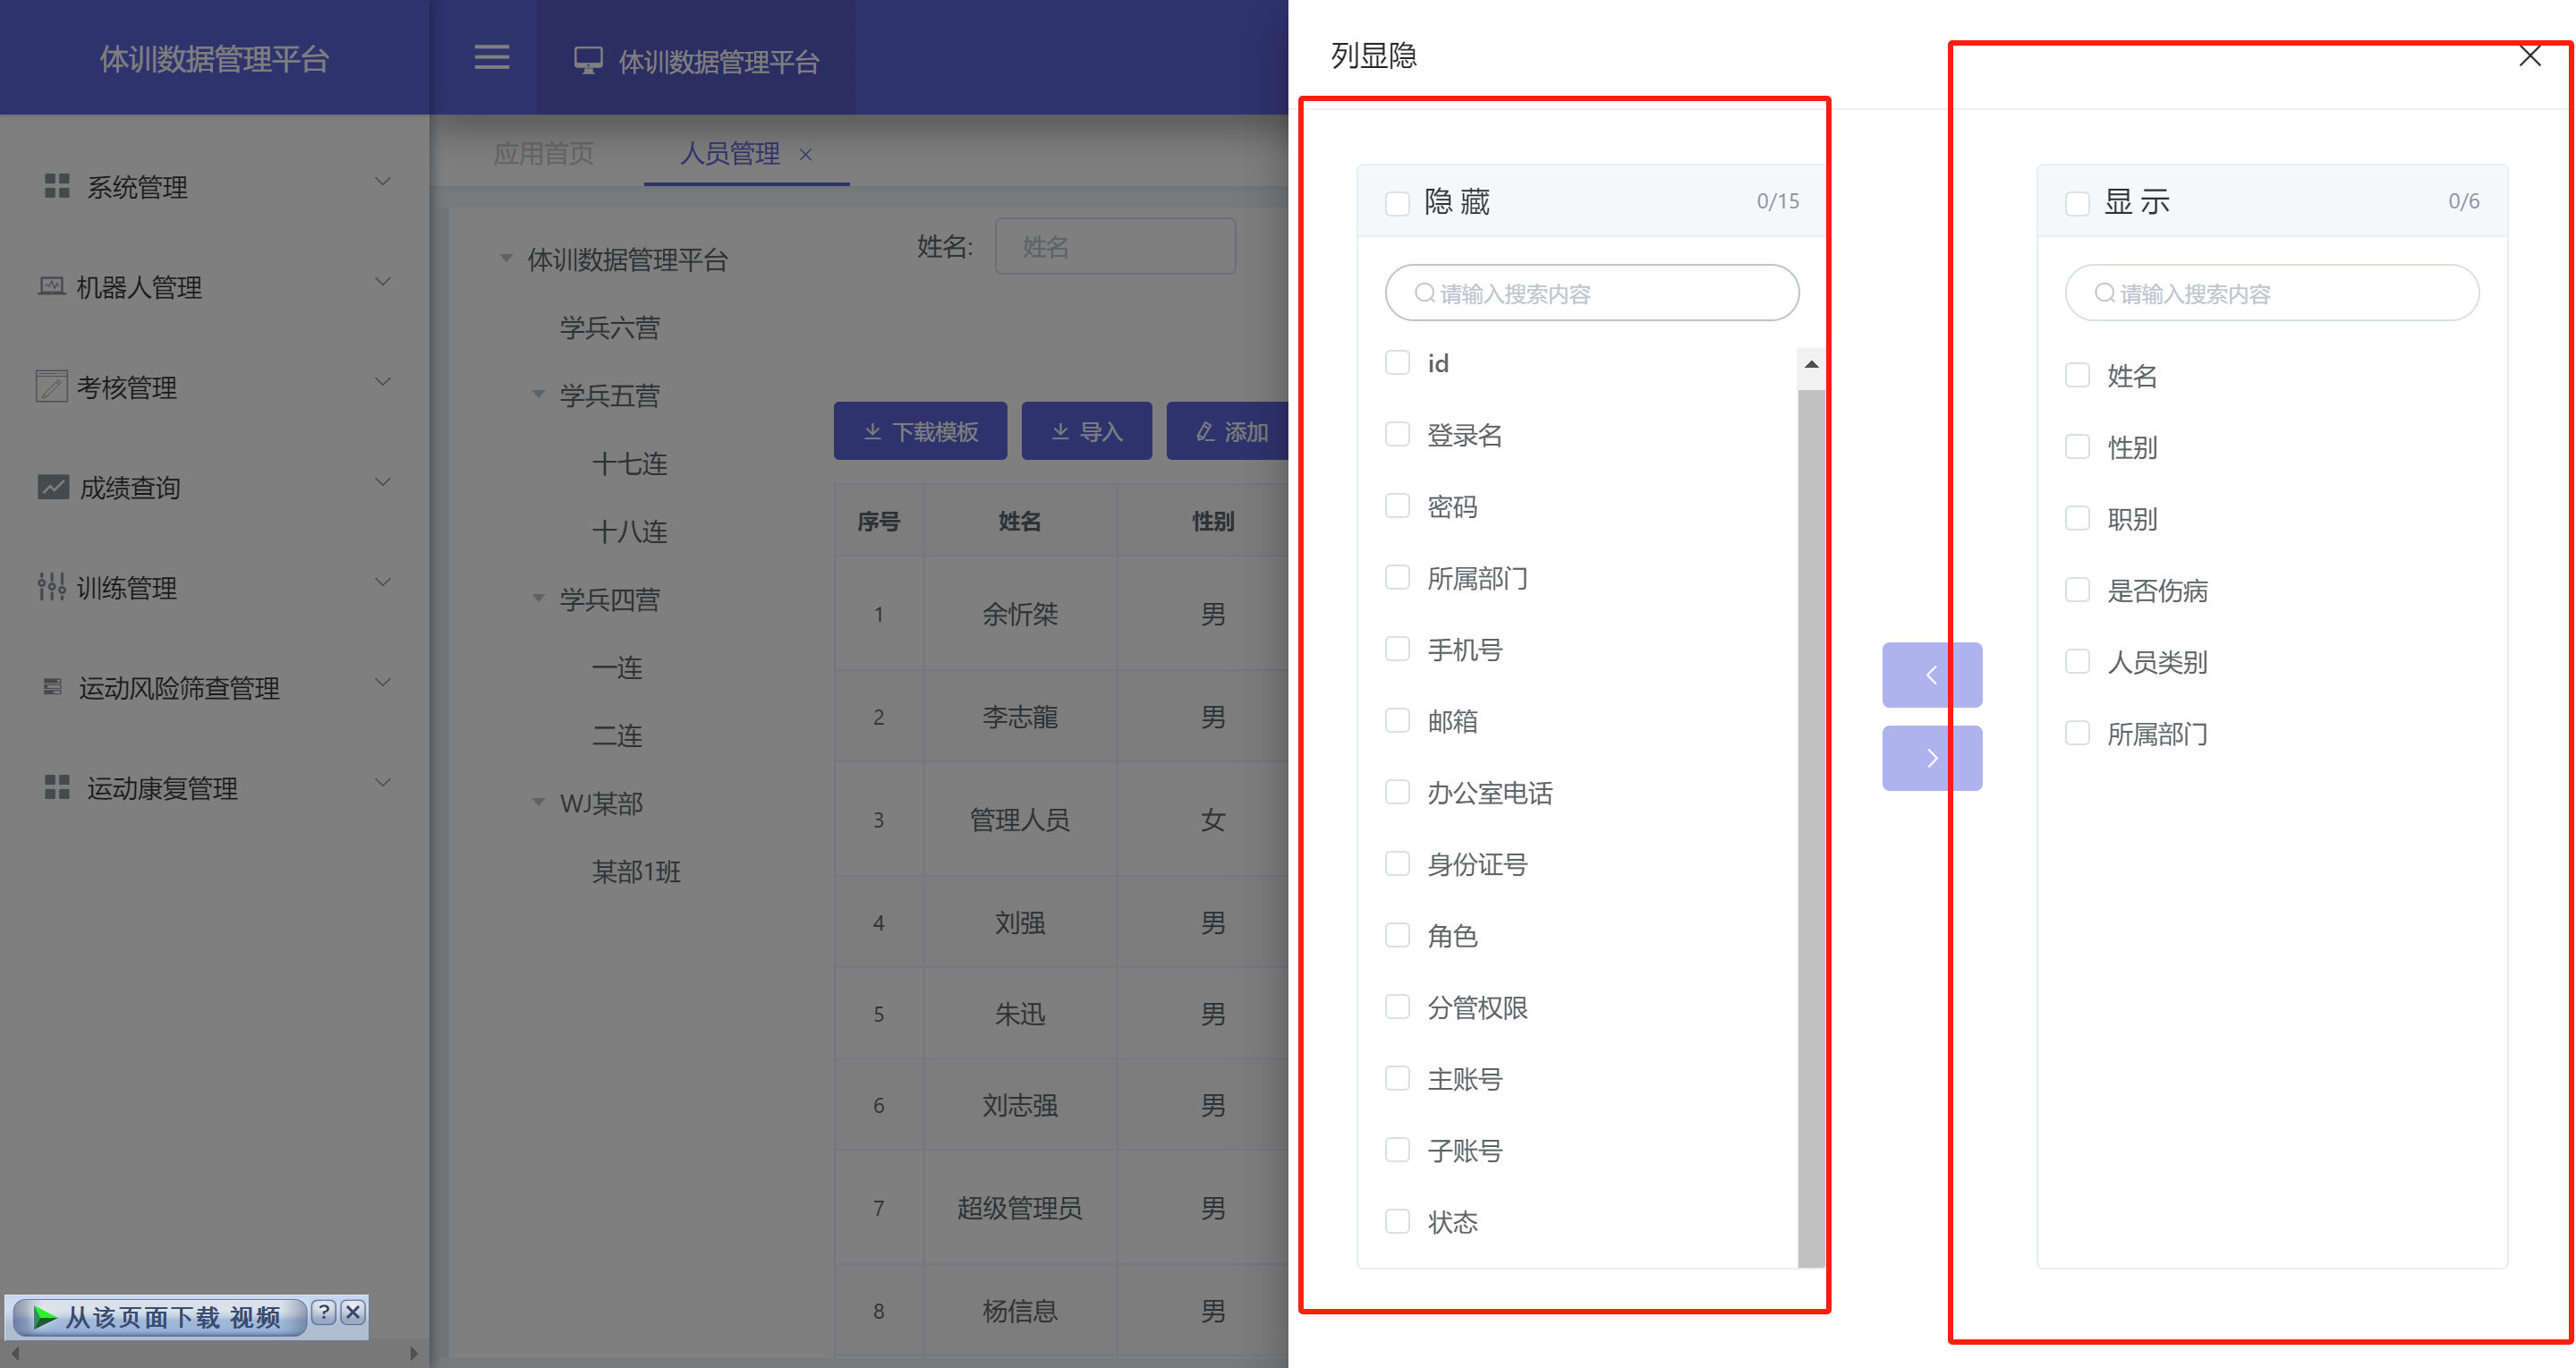 体训数据管理平台
系统管理
机器人管理
考核管理
成绩查询
训练管理
运动风险筛查管理
运动康复管理
体训数据管理平台
应用首页
人员管理
体训数据管理平台
学兵六营
学兵五营
十七连
十八连
学兵四营
一连
二连
WJ某部
某部1班
姓名:
姓名
下载模板
导入
添加
序号 姓名 性别
1 余忻桀 男
2 李志龍 男
3 管理人员 女
4 刘强 男
5 朱迅 男
6 刘志强 男
7 超级管理员 男
8 杨信息 男
列显隐
隐 藏 0/15
请输入搜索内容
id
登录名
密码
所属部门
手机号
邮箱
办公室电话
身份证号
角色
分管权限
主账号
子账号
状态
显 示 0/6
请输入搜索内容
姓名
性别
职别
是否伤病
人员类别
所属部门
从该页面下载 视频
?